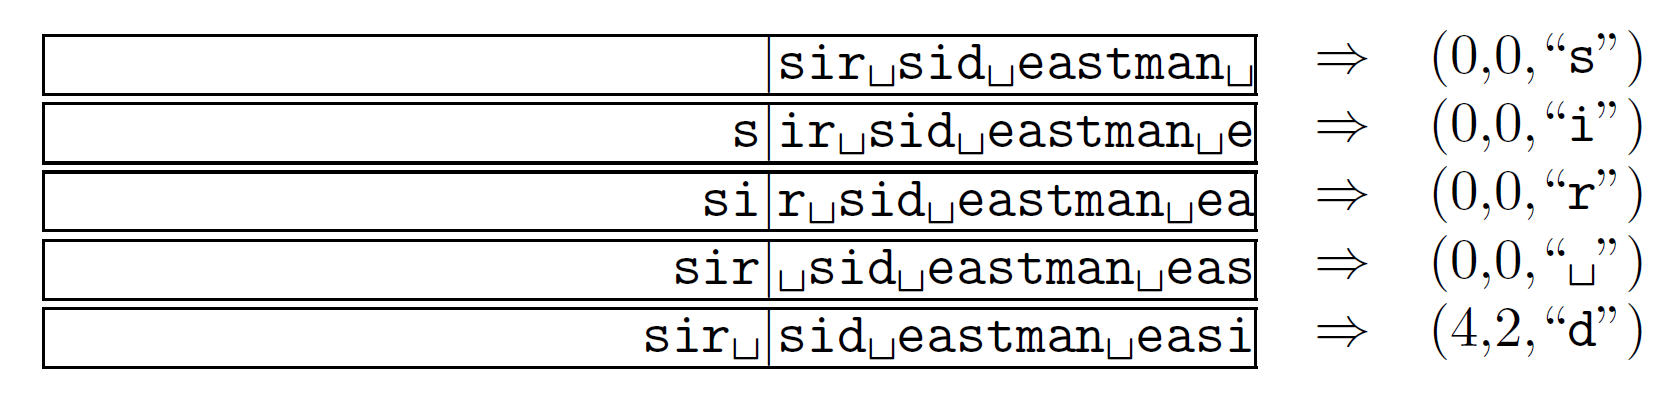 sir␣sid␣eastman␣ ⇒ (0,0,“s”)
s ir␣sid␣eastman␣e ⇒ (0,0,“i”)
si r␣sid␣eastman␣ea ⇒ (0,0,“r”)
sir ␣sid␣eastman␣eas ⇒ (0,0,“␣”)
sir␣ sid␣eastman␣easi ⇒ (4,2,“d”)